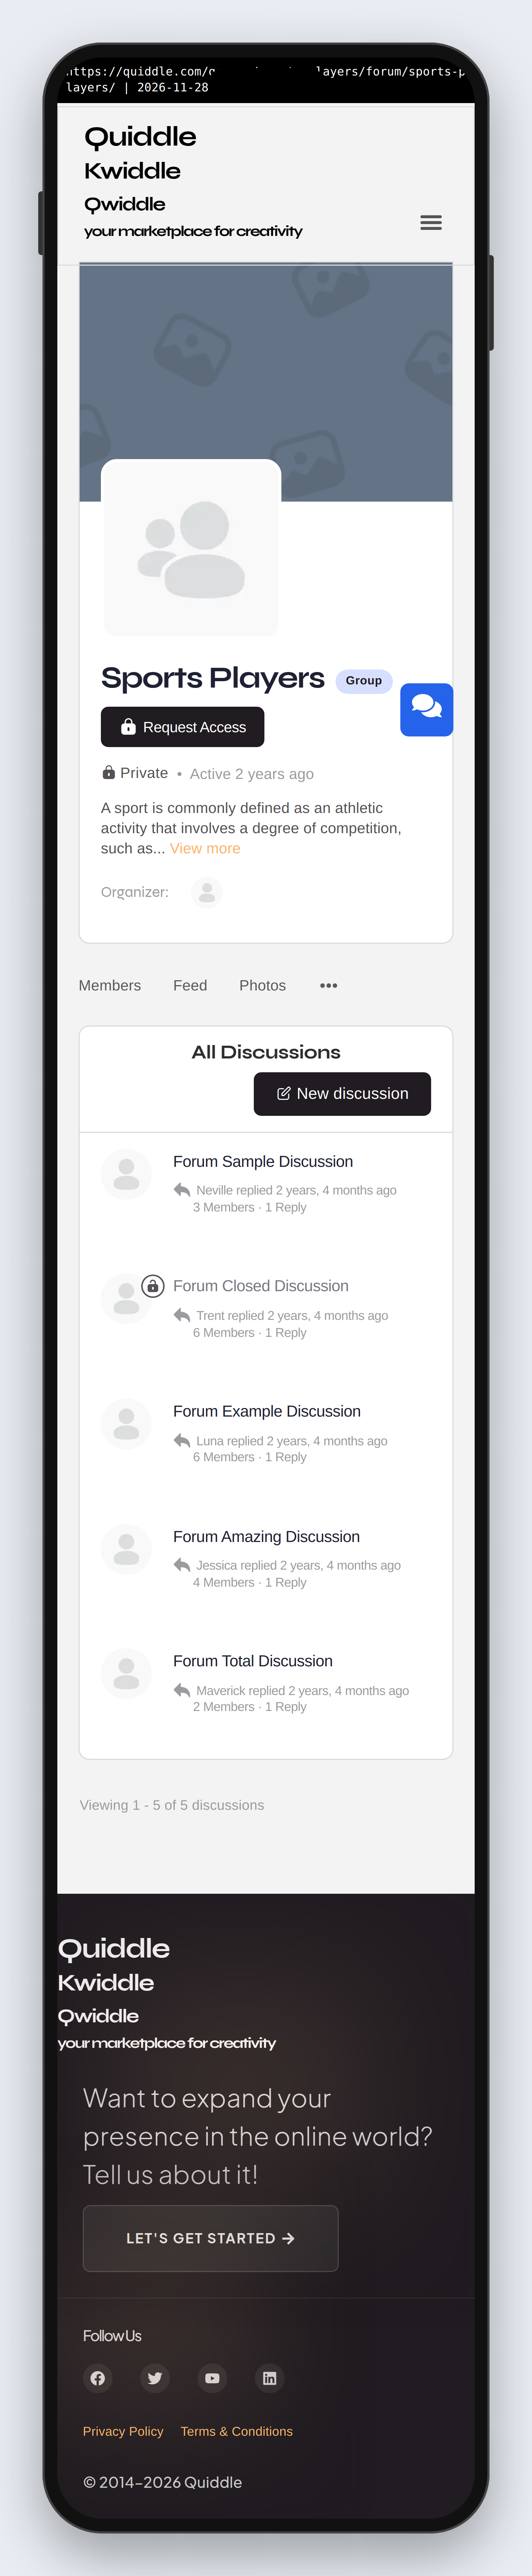 https://quiddle.com/
layers/forum/sports-p
layers/ | 2026-11-28
Quiddle
Kwiddle
Qwiddle
your marketplace for creativity
Sports Players
Group
Request Access
Private • Active 2 years ago
A sport is commonly defined as an athletic
activity that involves a degree of competition,
such as... View more
Organizer:
Members Feed Photos
All Discussions
New discussion
Forum Sample Discussion
Neville replied 2 years, 4 months ago
3 Members · 1 Reply
Forum Closed Discussion
Trent replied 2 years, 4 months ago
6 Members · 1 Reply
Forum Example Discussion
Luna replied 2 years, 4 months ago
6 Members · 1 Reply
Forum Amazing Discussion
Jessica replied 2 years, 4 months ago
4 Members · 1 Reply
Forum Total Discussion
Maverick replied 2 years, 4 months ago
2 Members · 1 Reply
Viewing 1 - 5 of 5 discussions
Quiddle
Kwiddle
Qwiddle
your marketplace for creativity
Want to expand your
presence in the online world?
Tell us about it!
LET'S GET STARTED →
Follow Us
Privacy Policy Terms & Conditions
© 2014–2026 Quiddle